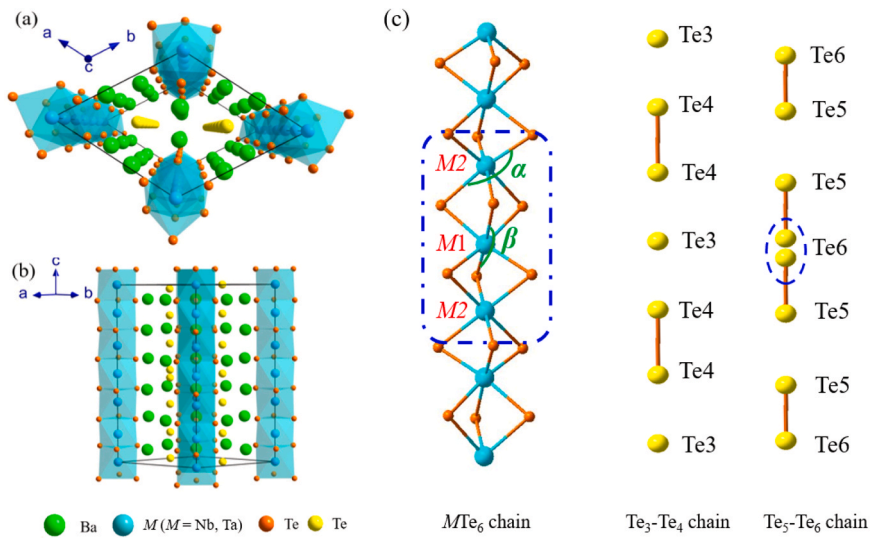 (a)
a
b
c
(b)
c
a
b
Ba
M (M = Nb, Ta)
Te
Te
(c)
M2
α
M1
β
M2
MTe₆ chain
Te3
Te4
Te4
Te3
Te4
Te4
Te3
Te₃-Te₄ chain
Te6
Te5
Te5
Te6
Te5
Te5
Te6
Te₅-Te₆ chain